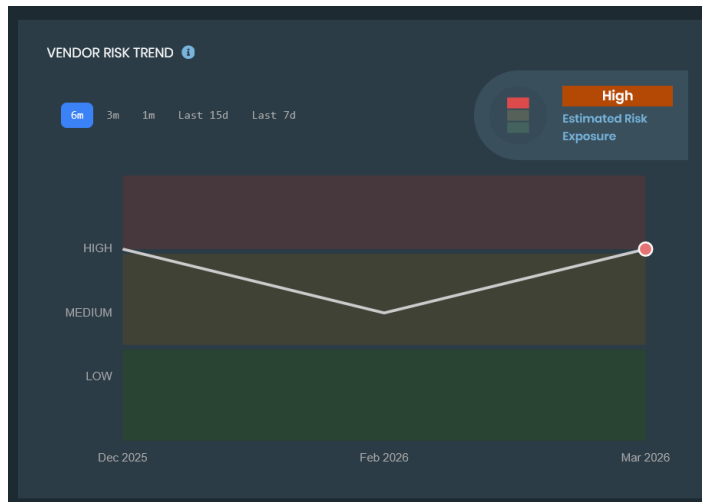 VENDOR RISK TREND
6m 3m 1m Last 15d Last 7d
High
Estimated Risk
Exposure
HIGH
MEDIUM
LOW
Dec 2025 Feb 2026 Mar 2026